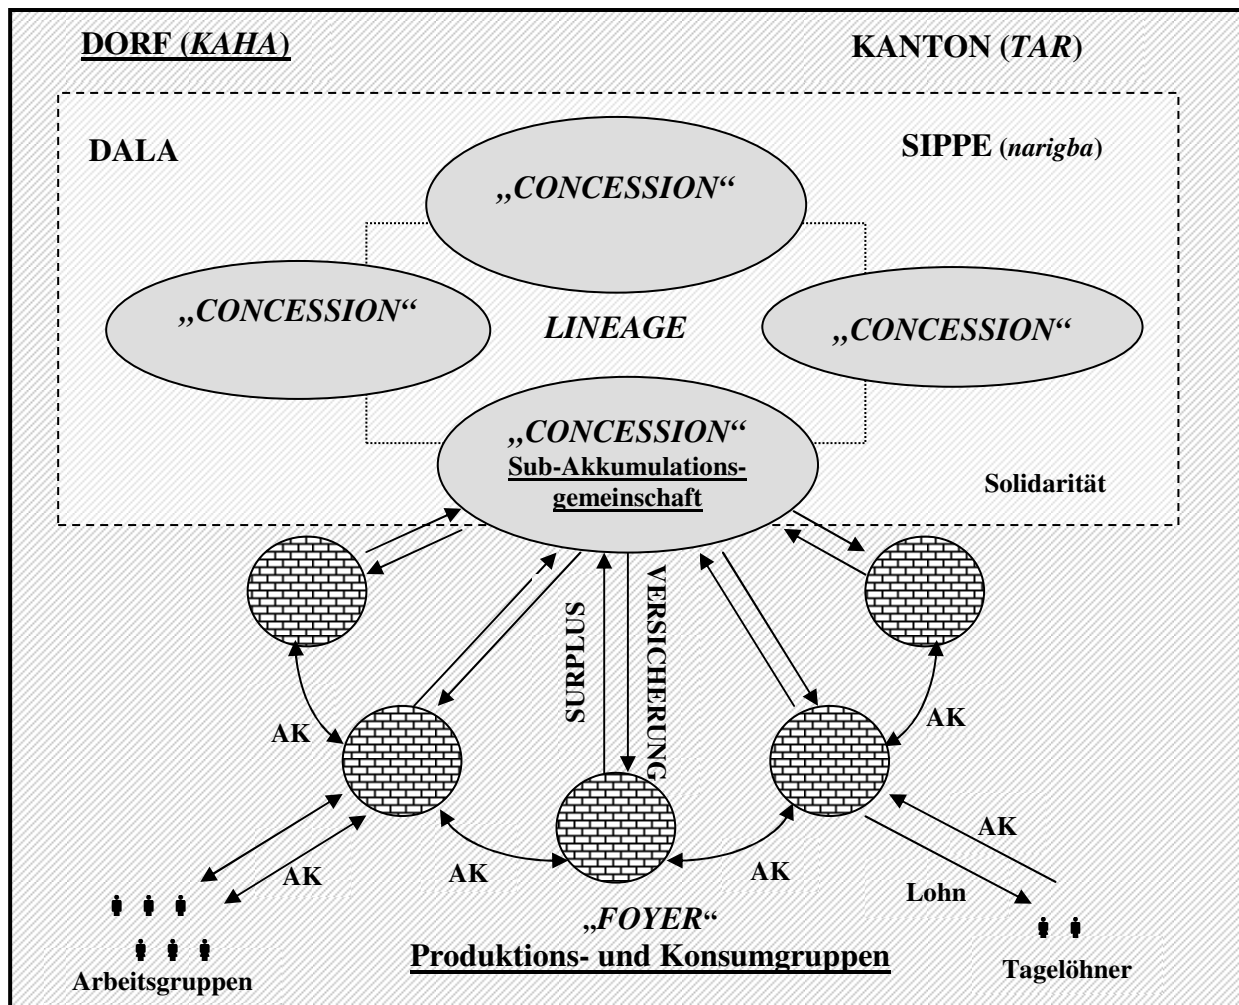 DORF (KAHA)
KANTON (TAR)
DALA
SIPPE (narigba)
„CONCESSION“
„CONCESSION“
LINEAGE
„CONCESSION“
„CONCESSION“
Sub-Akkumulations-
gemeinschaft
Solidarität
SURPLUS
VERSICHERUNG
AK
AK
AK
AK
AK
AK
Lohn
„FOYER“
Produktions- und Konsumgruppen
Arbeitsgruppen
Tagelöhner